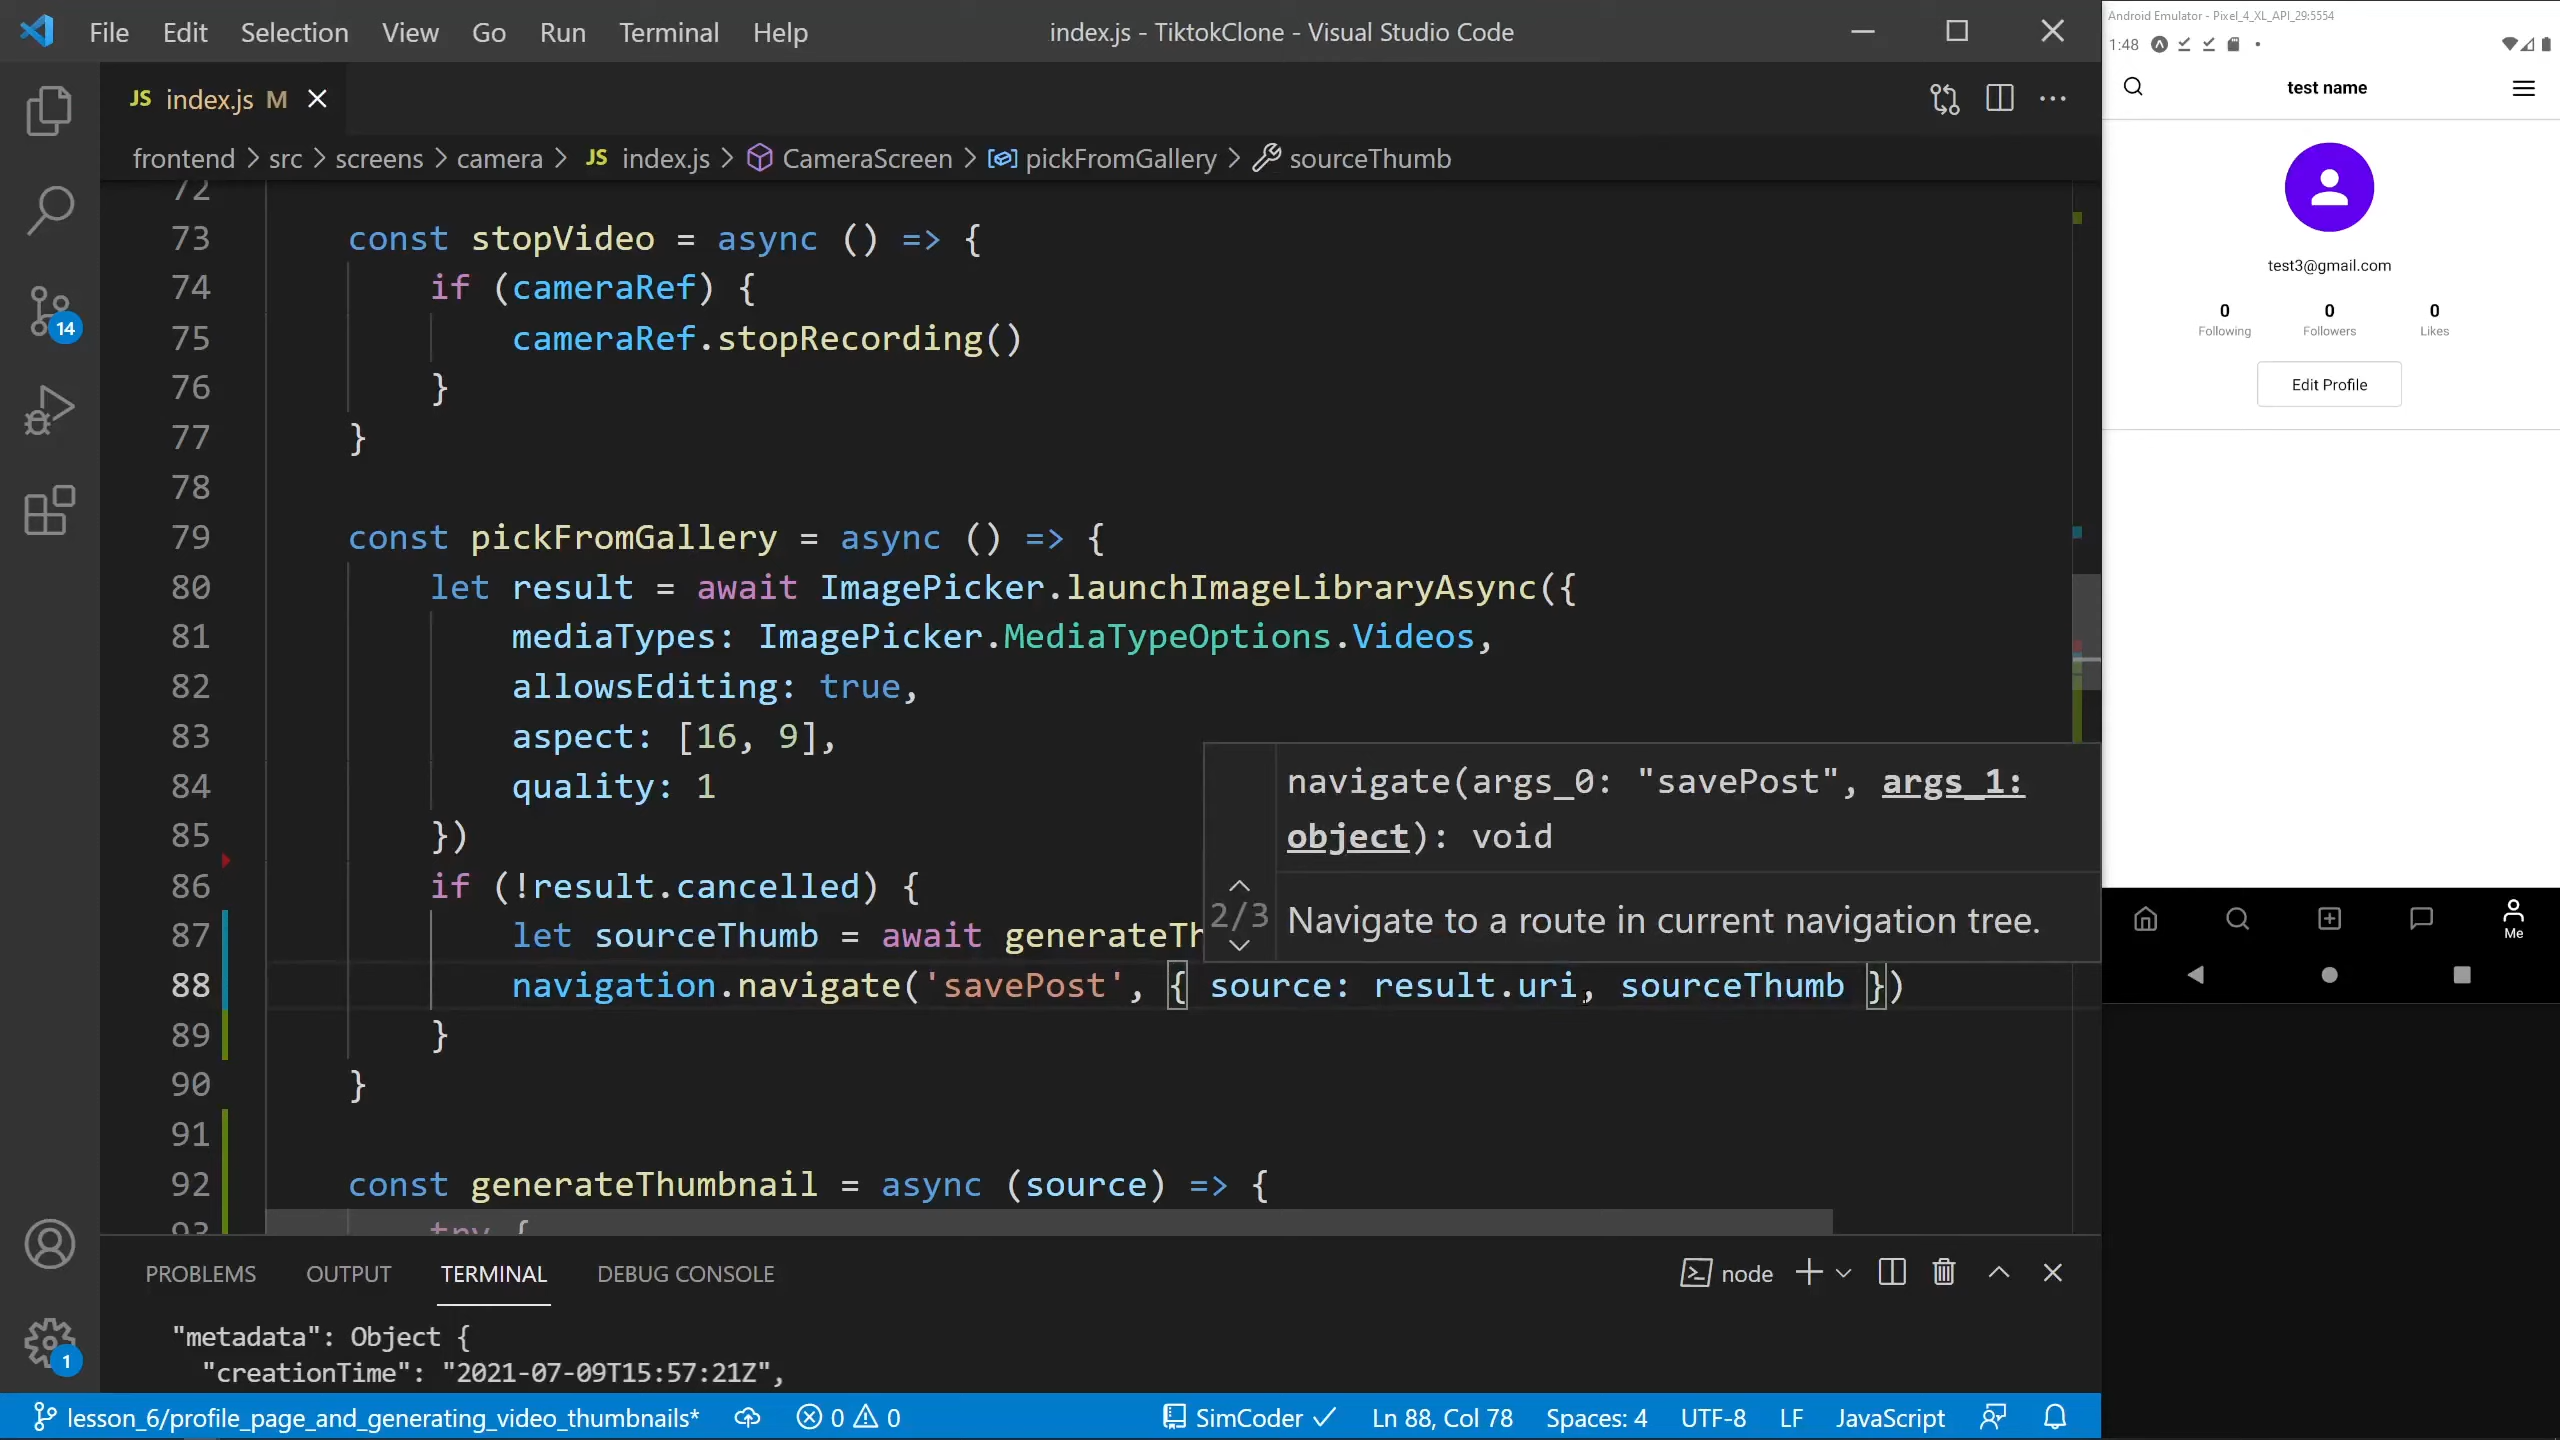 File Edit Selection View Go Run Terminal Help
index.js - TiktokClone - Visual Studio Code
JS index.js M
frontend > src > screens > camera > JS index.js > CameraScreen > pickFromGallery > sourceThumb
72
73 const stopVideo = async () => {
74 if (cameraRef) {
75 cameraRef.stopRecording()
76 }
77 }
78
79 const pickFromGallery = async () => {
80 let result = await ImagePicker.launchImageLibraryAsync({
81 mediaTypes: ImagePicker.MediaTypeOptions.Videos,
82 allowsEditing: true,
83 aspect: [16, 9],
84 quality: 1
85 })
86 if (!result.cancelled) {
87 let sourceThumb = await generateTh
88 navigation.navigate('savePost', { source: result.uri, sourceThumb })
89 }
90 }
91
92 const generateThumbnail = async (source) => {
93 try {
navigate(args_0: "savePost", args_1:
object): void
2/3
Navigate to a route in current navigation tree.
14
1
PROBLEMS OUTPUT TERMINAL DEBUG CONSOLE
node
"metadata": Object {
"creationTime": "2021-07-09T15:57:21Z",
lesson_6/profile_page_and_generating_video_thumbnails* 0 0 SimCoder Ln 88, Col 78 Spaces: 4 UTF-8 LF JavaScript
Android Emulator - Pixel_4_XL_API_29:5554
1:48
test name
test3@gmail.com
0 0 0
Following Followers Likes
Edit Profile
Me